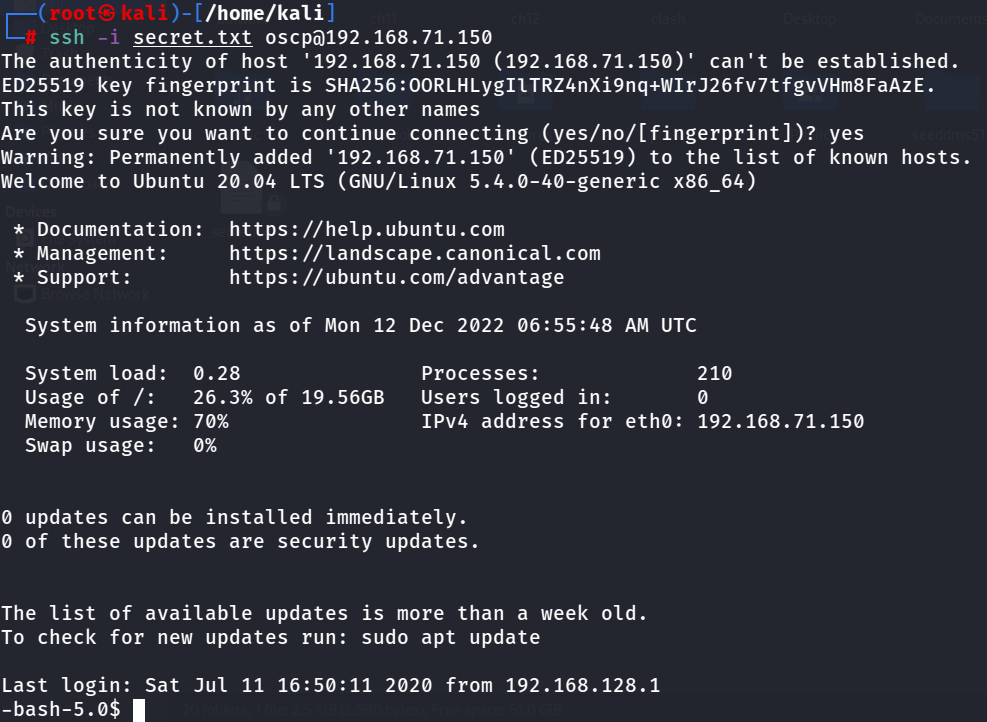 ┌──(root㉿kali)-[/home/kali]
└─# ssh -i secret.txt oscp@192.168.71.150
The authenticity of host '192.168.71.150 (192.168.71.150)' can't be established.
ED25519 key fingerprint is SHA256:OORLHLygIlTRZ4nXi9nq+WIrJ26fv7tfgvVHm8FaAzE.
This key is not known by any other names
Are you sure you want to continue connecting (yes/no/[fingerprint])? yes
Warning: Permanently added '192.168.71.150' (ED25519) to the list of known hosts.
Welcome to Ubuntu 20.04 LTS (GNU/Linux 5.4.0-40-generic x86_64)

 * Documentation:  https://help.ubuntu.com
 * Management:     https://landscape.canonical.com
 * Support:        https://ubuntu.com/advantage

  System information as of Mon 12 Dec 2022 06:55:48 AM UTC

  System load:  0.28               Processes:             210
  Usage of /:   26.3% of 19.56GB   Users logged in:       0
  Memory usage: 70%                IPv4 address for eth0: 192.168.71.150
  Swap usage:   0%

0 updates can be installed immediately.
0 of these updates are security updates.

The list of available updates is more than a week old.
To check for new updates run: sudo apt update

Last login: Sat Jul 11 16:50:11 2020 from 192.168.128.1
-bash-5.0$
ch11
ch12
clash
Desktop
Documents
seeddms51
Devices
Browse Network